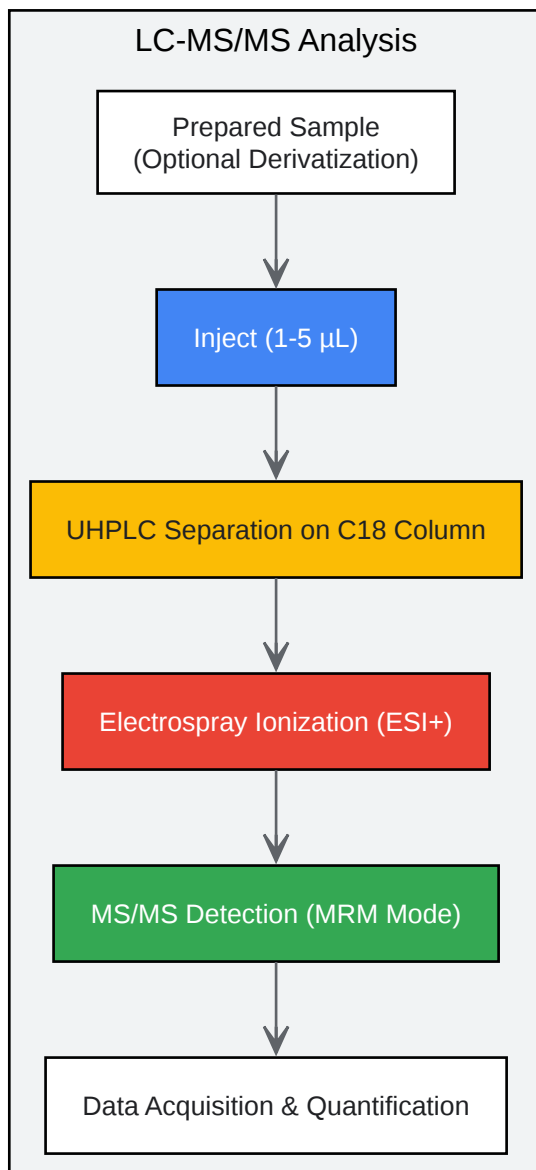 LC-MS/MS Analysis
Prepared Sample
(Optional Derivatization)
Inject (1-5 µL)
UHPLC Separation on C18 Column
Electrospray Ionization (ESI+)
MS/MS Detection (MRM Mode)
Data Acquisition & Quantification